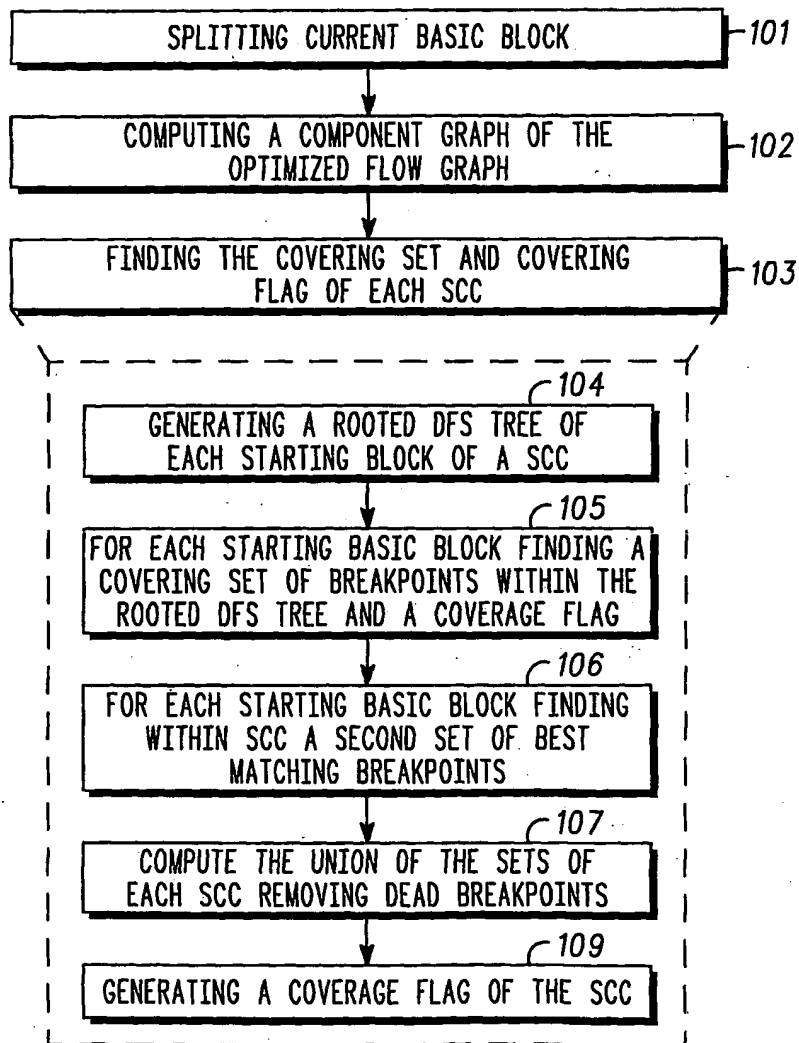 SPLITTING CURRENT BASIC BLOCK
101
COMPUTING A COMPONENT GRAPH OF THE
OPTIMIZED FLOW GRAPH
102
FINDING THE COVERING SET AND COVERING
FLAG OF EACH SCC
103
104
GENERATING A ROOTED DFS TREE OF
EACH STARTING BLOCK OF A SCC
105
FOR EACH STARTING BASIC BLOCK FINDING A
COVERING SET OF BREAKPOINTS WITHIN THE
ROOTED DFS TREE AND A COVERAGE FLAG
106
FOR EACH STARTING BASIC BLOCK FINDING
WITHIN SCC A SECOND SET OF BEST
MATCHING BREAKPOINTS
107
COMPUTE THE UNION OF THE SETS OF
EACH SCC REMOVING DEAD BREAKPOINTS
109
GENERATING A COVERAGE FLAG OF THE SCC